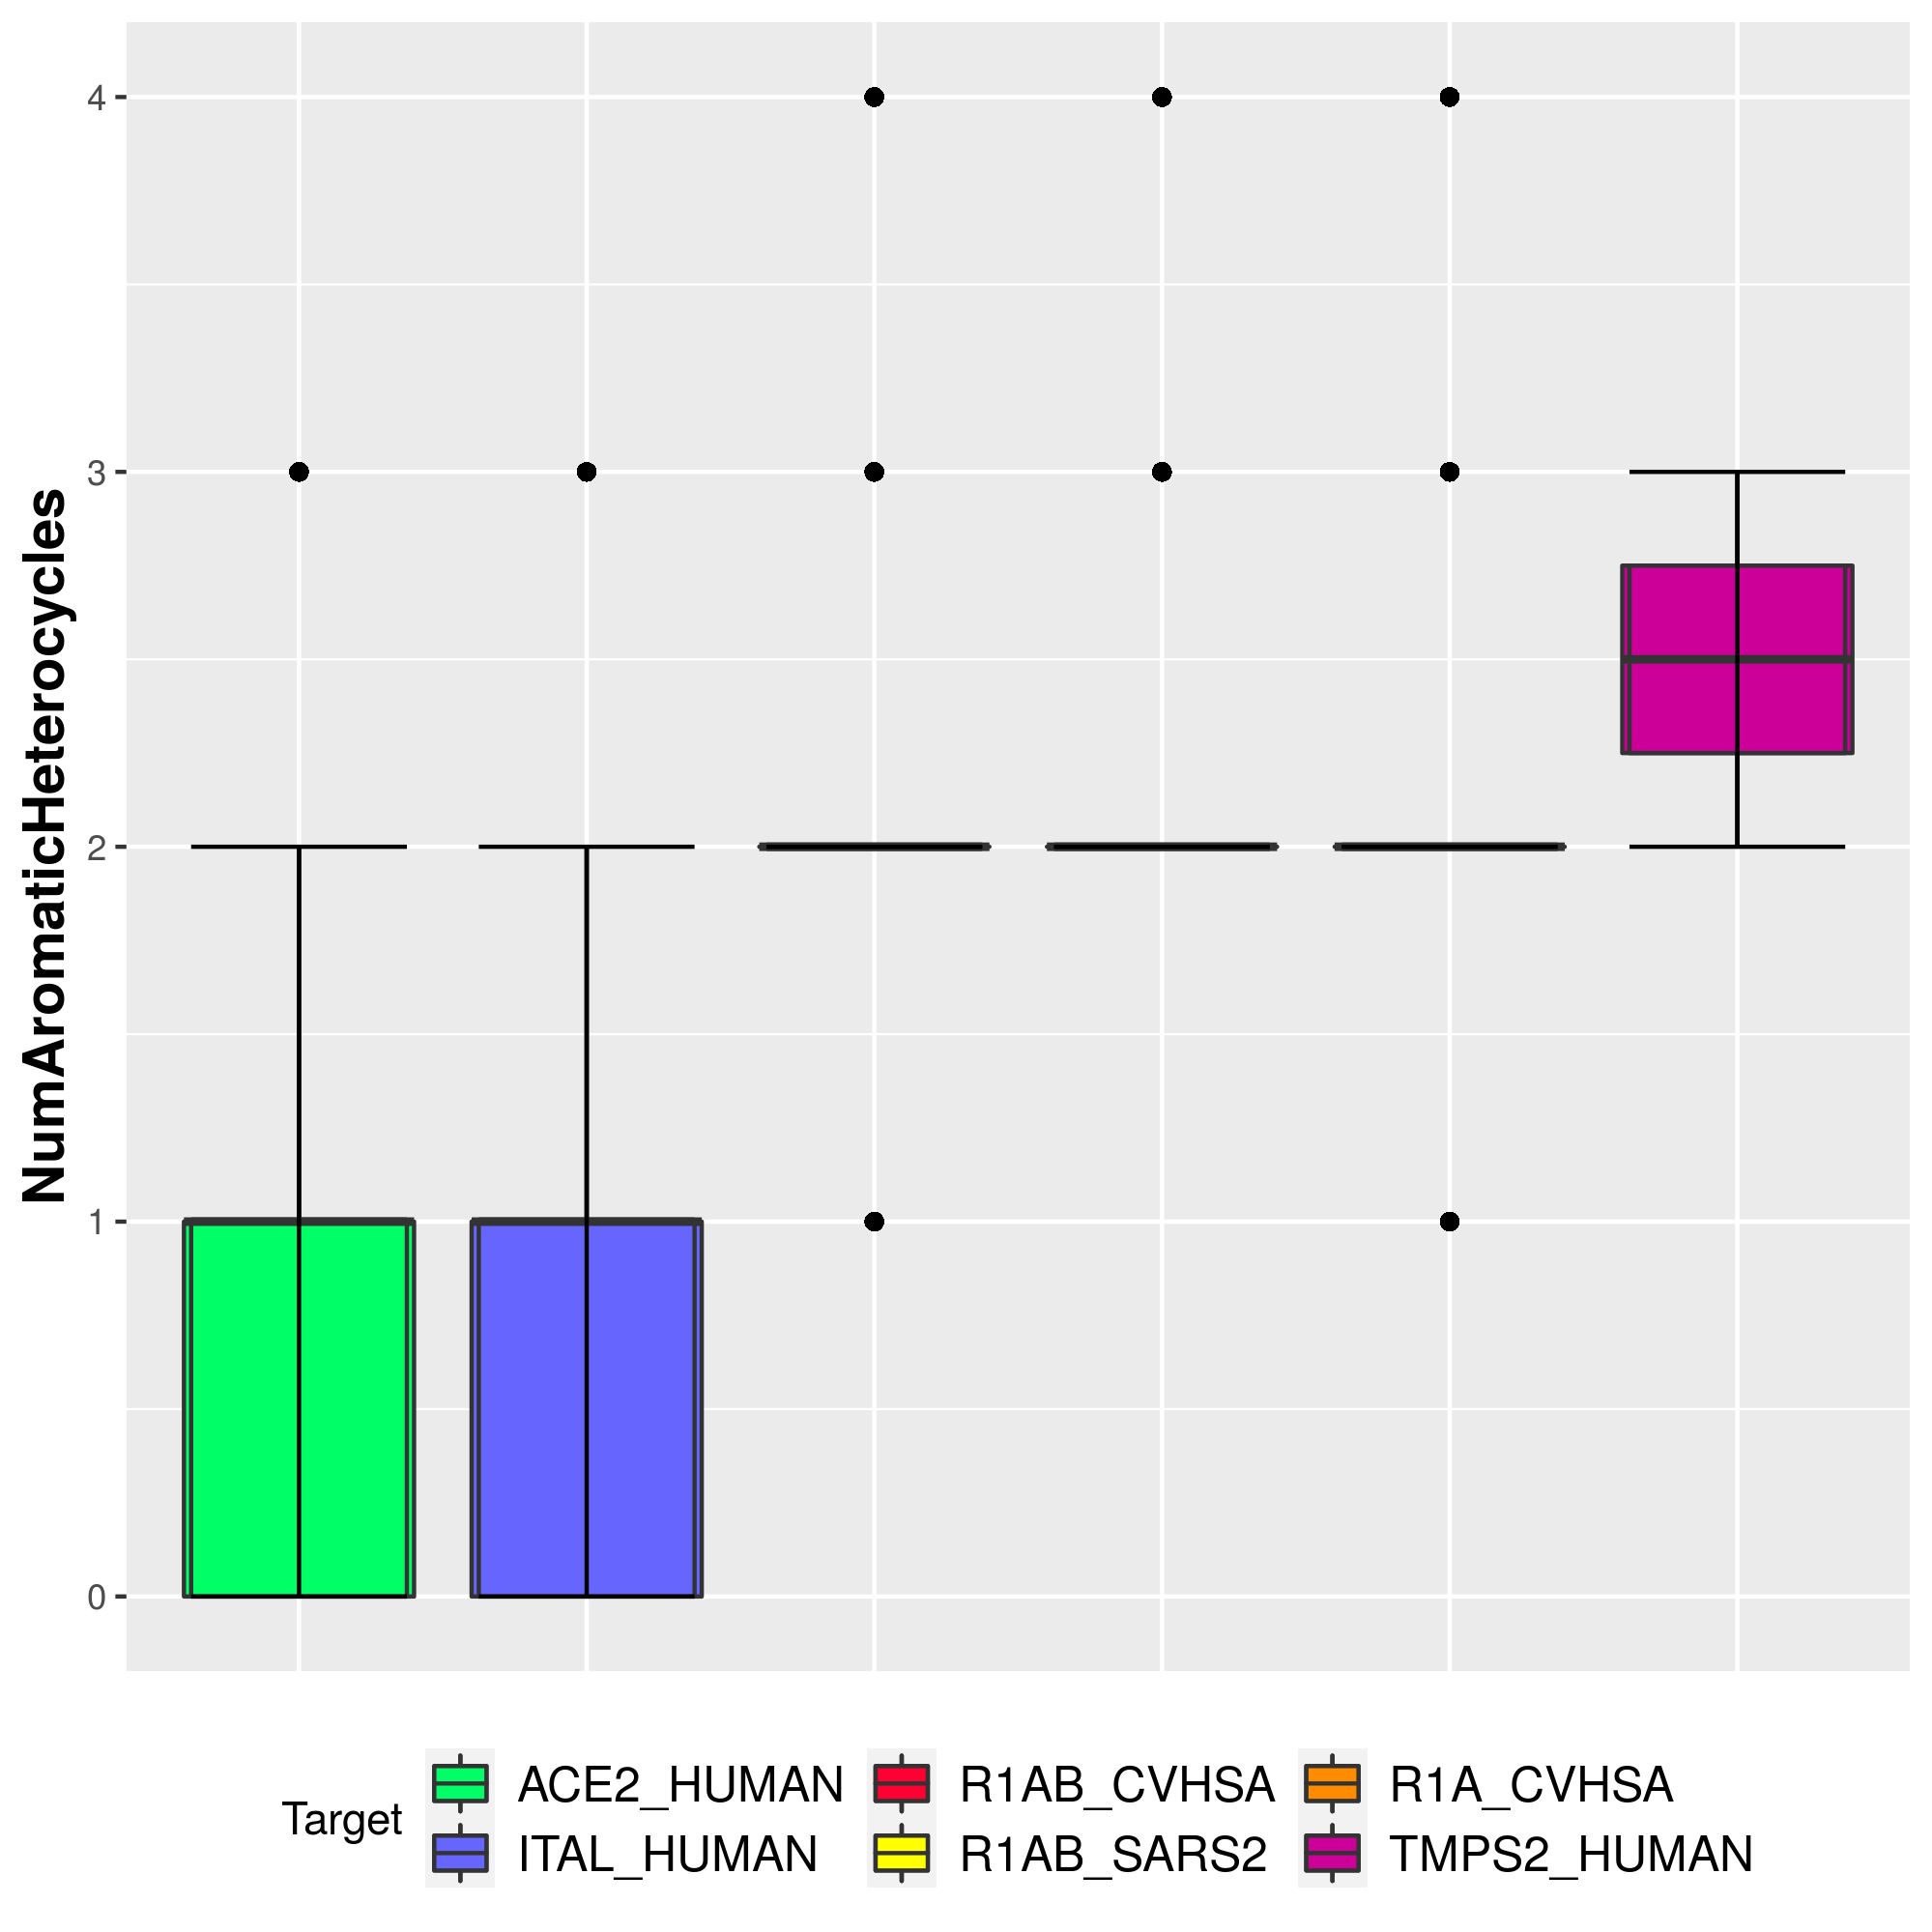 NumAromaticHeterocycles
4
3
2
1
0
Target
ACE2_HUMAN
R1AB_CVHSA
R1A_CVHSA
ITAL_HUMAN
R1AB_SARS2
TMPS2_HUMAN